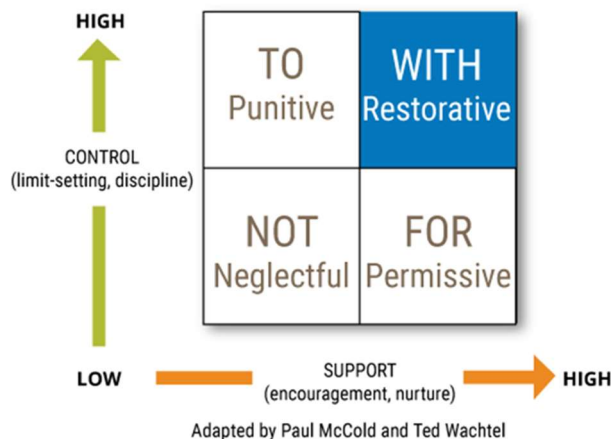 HIGH
TO
Punitive
WITH
Restorative
CONTROL
(limit-setting, discipline)
NOT
Neglectful
FOR
Permissive
LOW
SUPPORT
(encouragement, nurture)
HIGH
Adapted by Paul McCold and Ted Wachtel